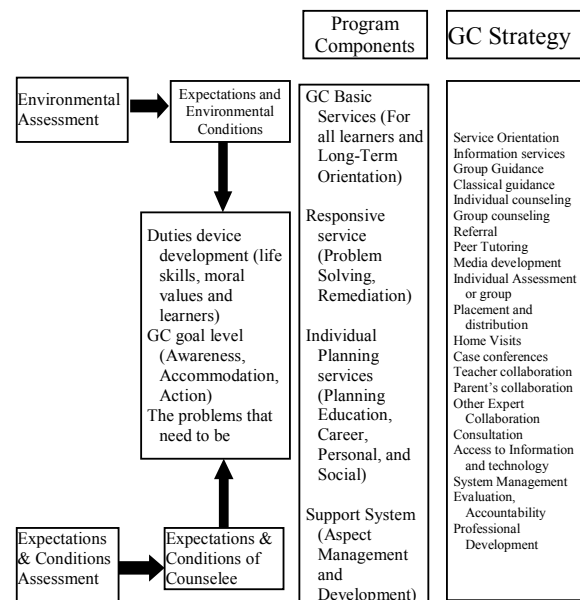 Program
Components
GC Strategy
Environmental
Assessment
Expectations and
Environmental
Conditions
Duties device
development (life
skills, moral
values and
learners)
GC goal level
(Awareness,
Accommodation,
Action)
The problems that
need to be
Expectations
& Conditions
Assessment
Expectations &
Conditions of
Counselee
GC Basic
Services (For
all learners and
Long-Term
Orientation)
Responsive
service
(Problem
Solving,
Remediation)
Individual
Planning
services
(Planning
Education,
Career,
Personal, and
Social)
Support System
(Aspect
Management
and
Development)
Service Orientation
Information services
Group Guidance
Classical guidance
Individual counseling
Group counseling
Referral
Peer Tutoring
Media development
Individual Assessment
or group
Placement and
distribution
Home Visits
Case conferences
Teacher collaboration
Parent's collaboration
Other Expert
Collaboration
Consultation
Access to Information
and technology
System Management
Evaluation,
Accountability
Professional
Development